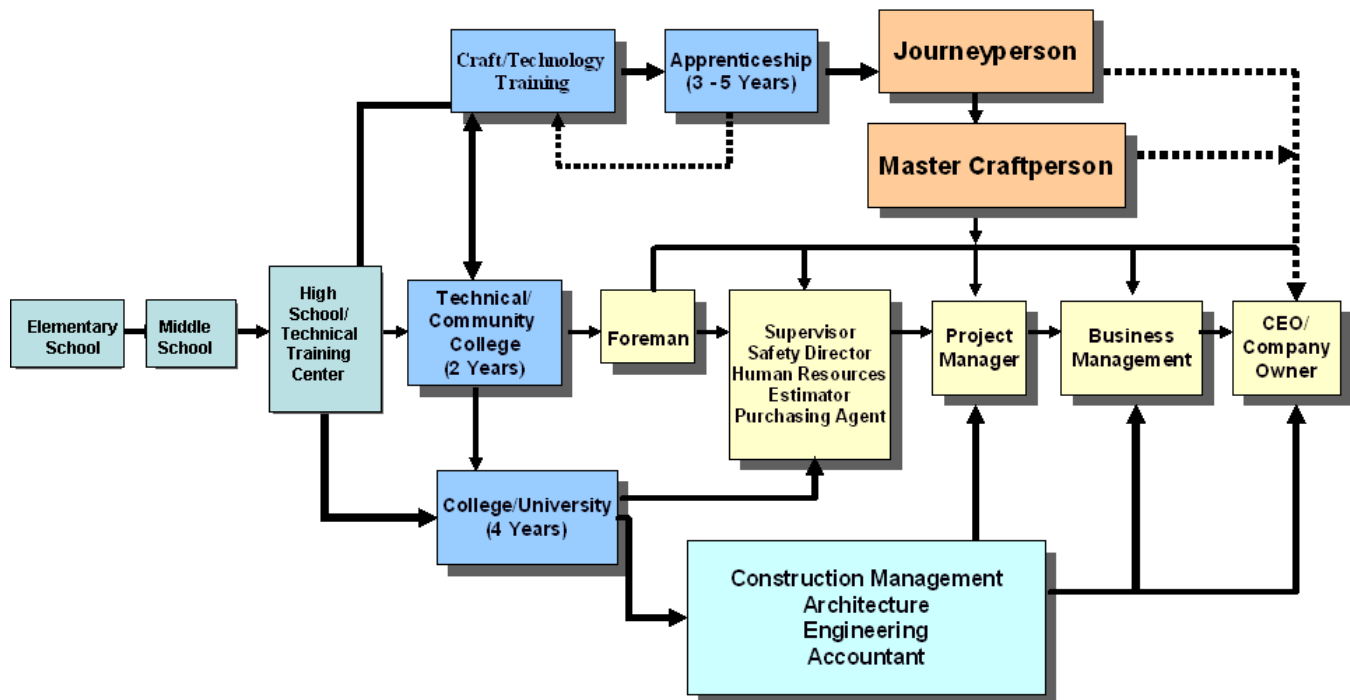 Craft/Technology
Training
Apprenticeship
(3 - 5 Years)
Journeyperson
Master Craftperson
Elementary
School
Middle
School
High
School/
Technical
Training
Center
Technical/
Community
College
(2 Years)
Foreman
Supervisor
Safety Director
Human Resources
Estimator
Purchasing Agent
Project
Manager
Business
Management
CEO/
Company
Owner
College/University
(4 Years)
Construction Management
Architecture
Engineering
Accountant